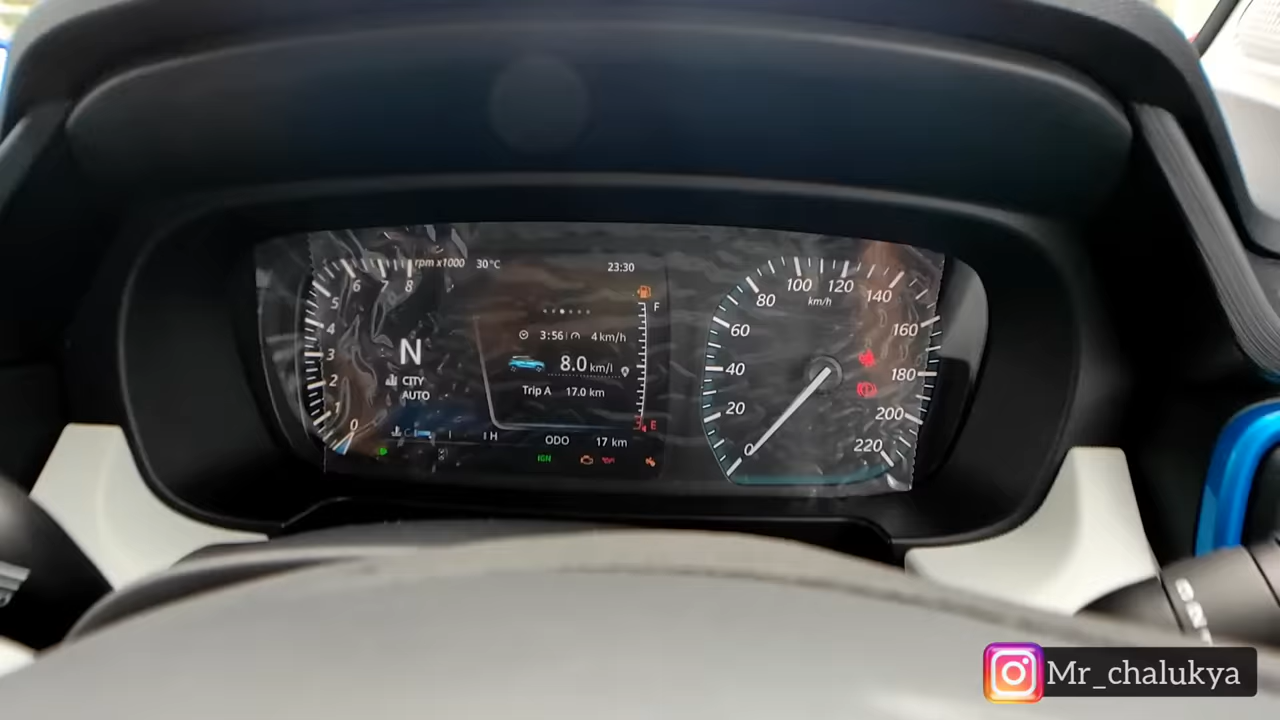 rpm x1000 30°C 23:30
8
7
6
5
4
3
2
1
0
N
CITY
AUTO
H
F
3:56 4 km/h
8.0 km/l
Trip A 17.0 km
E
ODO 17 km
IGN
0
20
40
60
80
100
120
140
160
180
200
220
km/h
Mr_chalukya